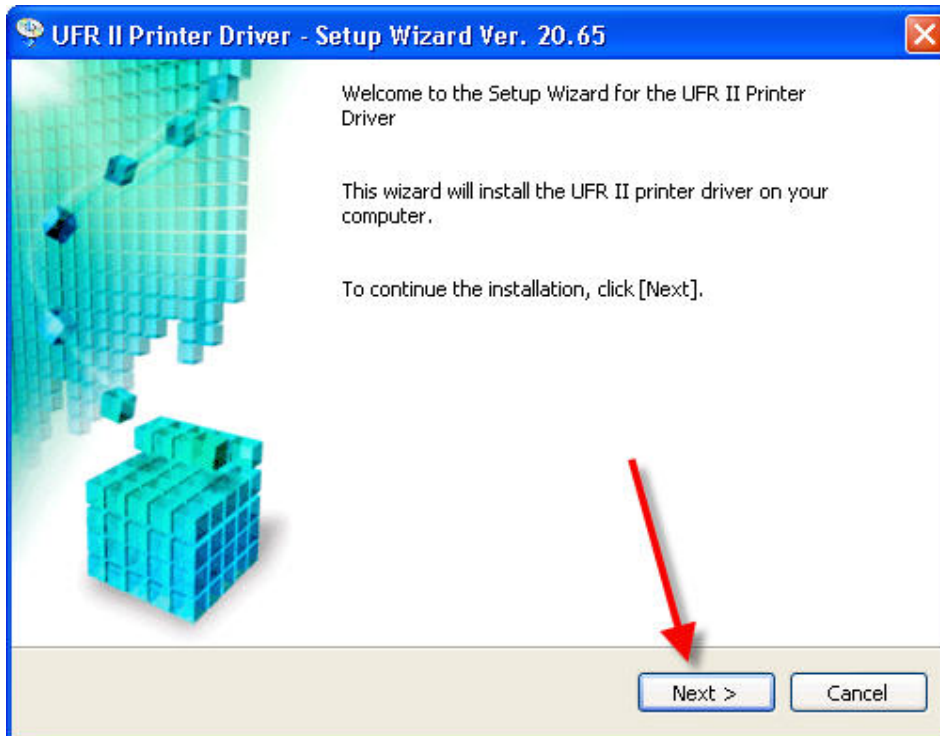 UFR II Printer Driver - Setup Wizard Ver. 20.65
Welcome to the Setup Wizard for the UFR II Printer
Driver
This wizard will install the UFR II printer driver on your
computer.
To continue the installation, click [Next].
Next >
Cancel